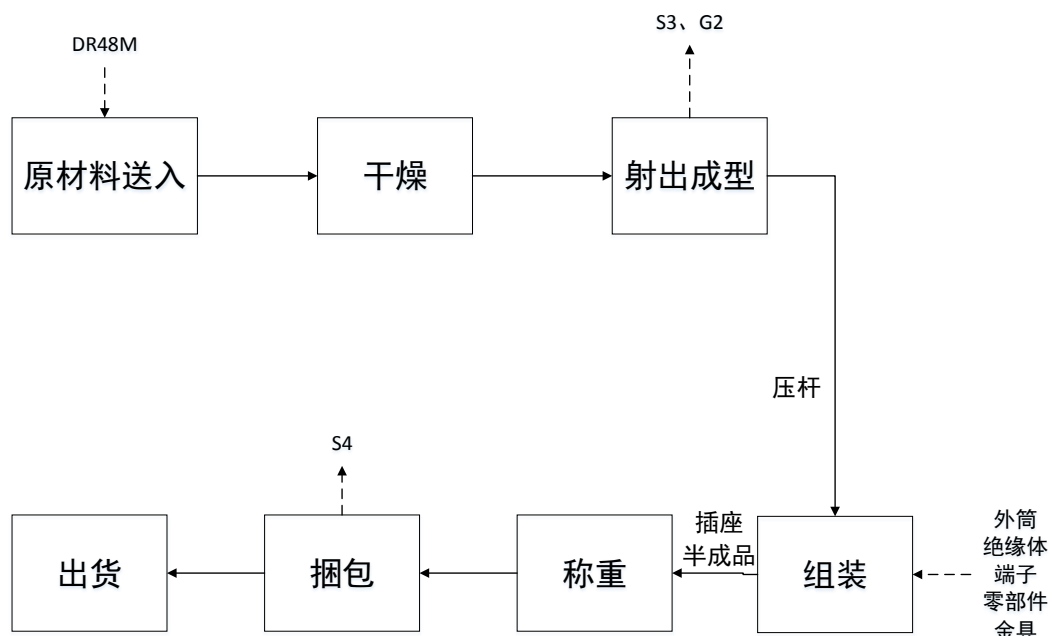 DR48M
S3、G2
原材料送入
干燥
射出成型
压杆
S4
出货
捆包
称重
插座
半成品
组装
外筒
绝缘体
端子
零部件
金具